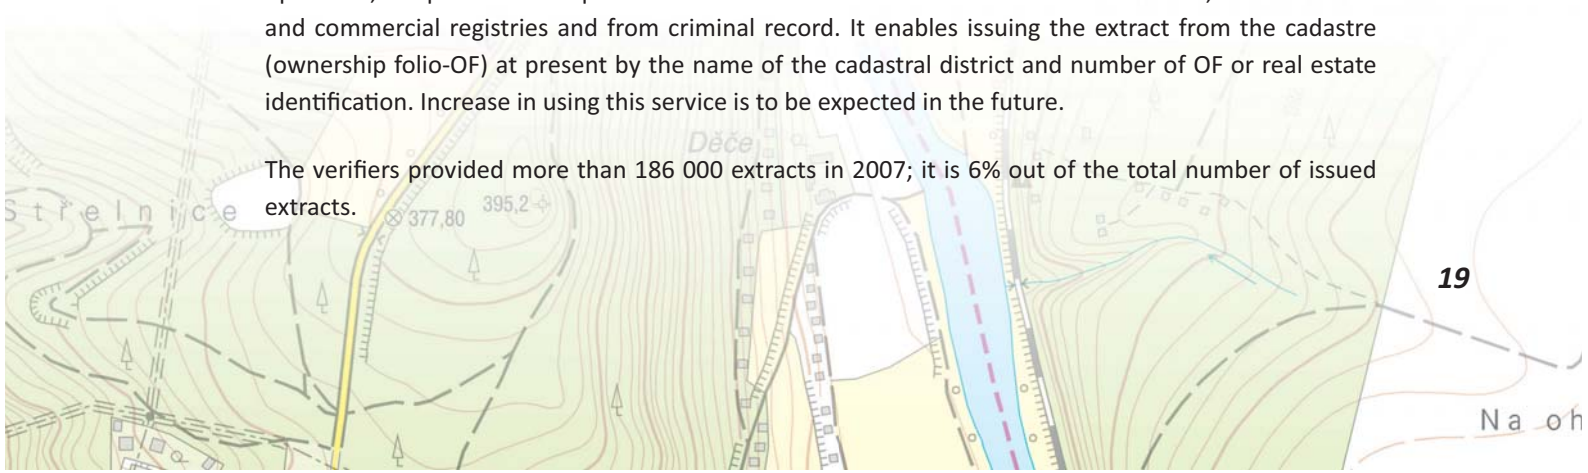 and commercial registries and from criminal record. It enables issuing the extract from the cadastre
(ownership folio-OF) at present by the name of the cadastral district and number of OF or real estate
identification. Increase in using this service is to be expected in the future.
Děče
The verifiers provided more than 186 000 extracts in 2007; it is 6% out of the total number of issued
extracts.
Střelnice
377,80
395,2
19
Na oh